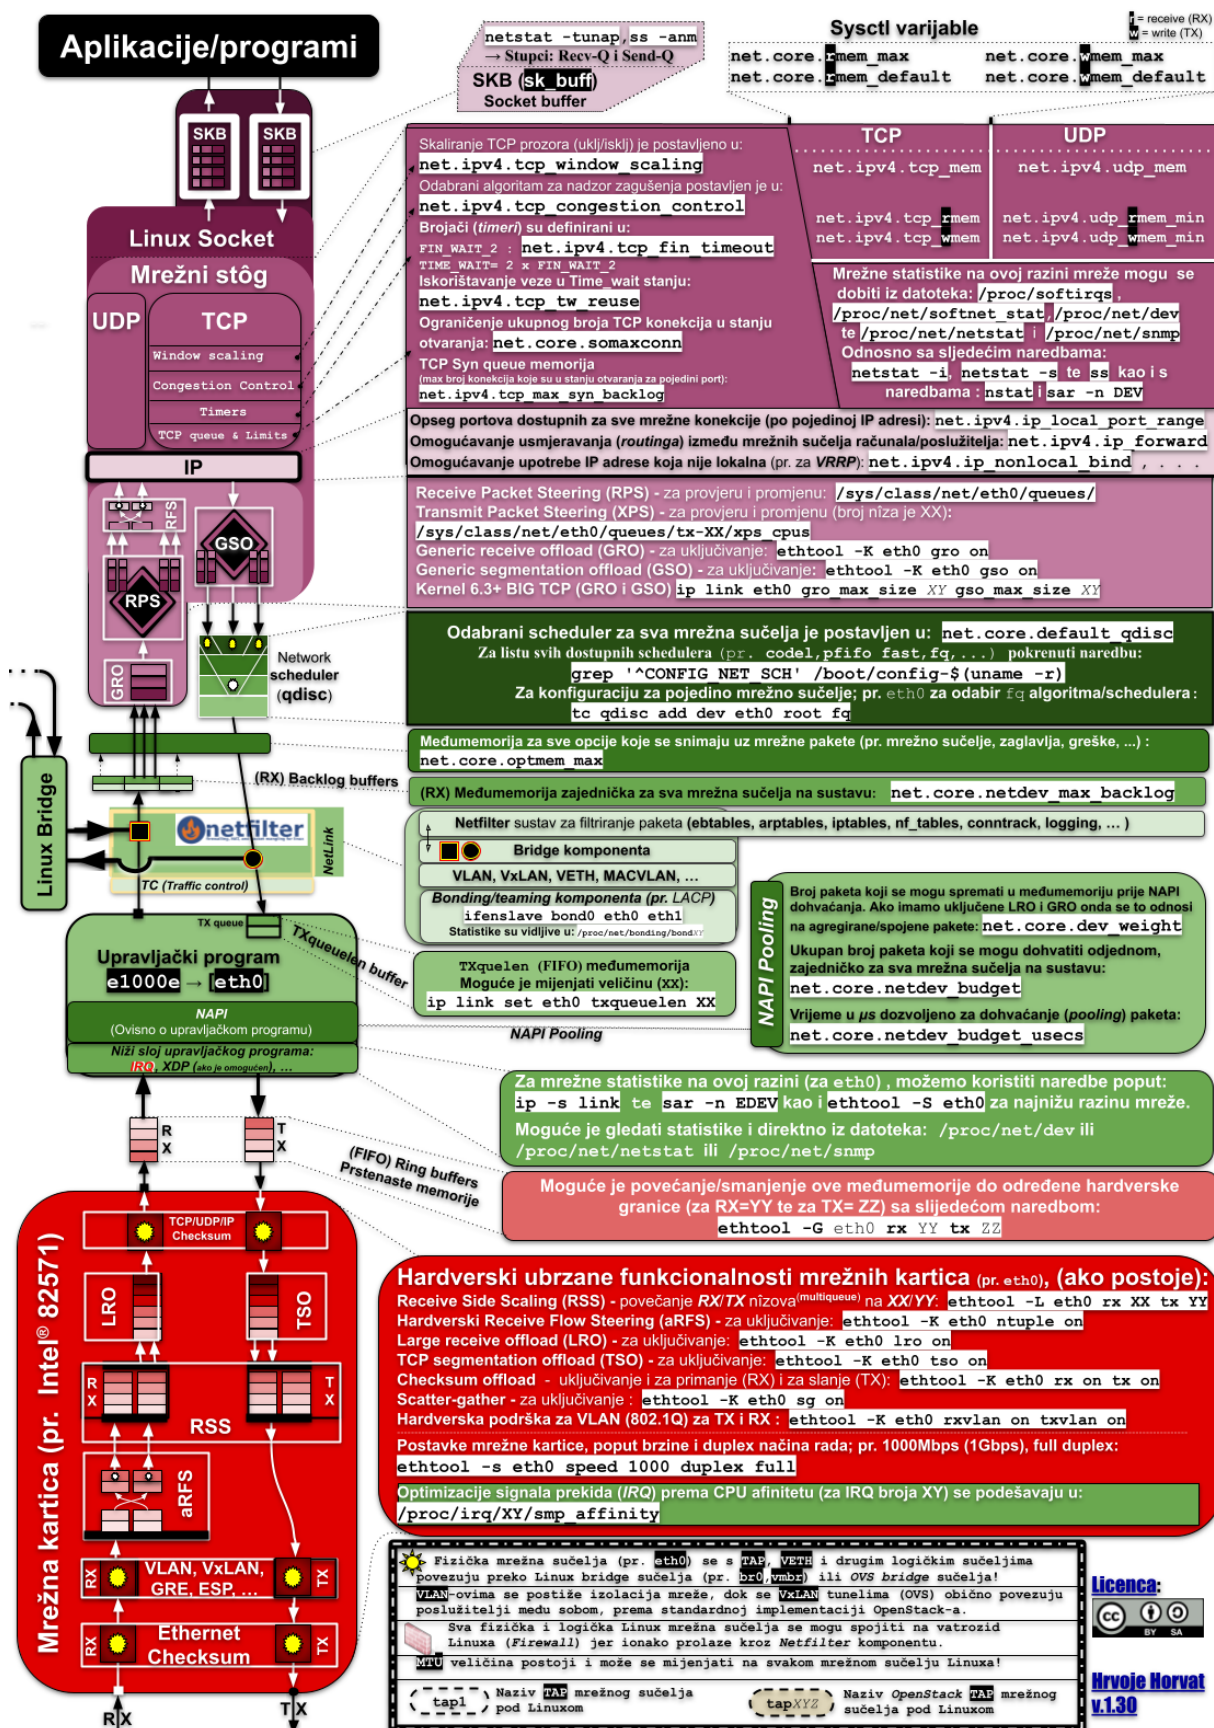 Aplikacije/programi
netstat -tunap,ss -anm
→ Stupci: Recv-Q i Send-Q
SKB (sk_buff)
Socket buffer
Sysctl varijable
r = receive (RX)
w = write (TX)
net.core.rmem_max
net.core.wmem_max
net.core.rmem_default
net.core.wmem_default
SKB
SKB
Linux Socket
Mrežni stôg
UDP
TCP
Window scaling
Congestion Control
Timers
TCP queue & Limits
IP
Skaliranje TCP prozora (uklj/isklj) je postavljeno u:
net.ipv4.tcp_window_scaling
Odabrani algoritam za nadzor zagušenja postavljen je u:
net.ipv4.tcp_congestion_control
Brojači (timeri) su definirani u:
FIN_WAIT_2 : net.ipv4.tcp_fin_timeout
TIME_WAIT= 2 x FIN_WAIT_2
Iskorištavanje veze u Time_wait stanju:
net.ipv4.tcp_tw_reuse
Ograničenje ukupnog broja TCP konekcija u stanju
otvaranja: net.core.somaxconn
TCP Syn queue memorija
(max broj konekcija koje su u stanju otvaranja za pojedini port):
net.ipv4.tcp_max_syn_backlog
TCP
UDP
net.ipv4.tcp_mem
net.ipv4.udp_mem
net.ipv4.tcp_rmem
net.ipv4.udp_rmem_min
net.ipv4.tcp_wmem
net.ipv4.udp_wmem_min
Mrežne statistike na ovoj razini mreže mogu se
dobiti iz datoteka: /proc/softirqs ,
/proc/net/softnet_stat,/proc/net/dev
te /proc/net/netstat i /proc/net/snmp
Odnosno sa sljedećim naredbama:
netstat -i, netstat -s te ss kao i s
naredbama : nstat i sar -n DEV
Opseg portova dostupnih za sve mrežne konekcije (po pojedinoj IP adresi): net.ipv4.ip_local_port_range
Omogućavanje usmjeravanja (routinga) između mrežnih sučelja računala/poslužitelja: net.ipv4.ip_forward
Omogućavanje upotrebe IP adrese koja nije lokalna (pr. za VRRP): net.ipv4.ip_nonlocal_bind , . . .
RFS
GSO
RPS
GRO
Receive Packet Steering (RPS) - za provjeru i promjenu: /sys/class/net/eth0/queues/
Transmit Packet Steering (XPS) - za provjeru i promjenu (broj nîza je XX):
/sys/class/net/eth0/queues/tx-XX/xps_cpus
Generic receive offload (GRO) - za uključivanje: ethtool -K eth0 gro on
Generic segmentation offload (GSO) - za uključivanje: ethtool -K eth0 gso on
Kernel 6.3+ BIG TCP (GRO i GSO) ip link eth0 gro_max_size XY gso_max_size XY
Network
scheduler
(qdisc)
Odabrani scheduler za sva mrežna sučelja je postavljen u: net.core.default_qdisc
Za listu svih dostupnih schedulera (pr. codel,pfifo fast,fq,...) pokrenuti naredbu:
grep '^CONFIG_NET_SCH' /boot/config-$(uname -r)
Za konfiguraciju za pojedino mrežno sučelje; pr. eth0 za odabir fq algoritma/schedulera:
tc qdisc add dev eth0 root fq
Međumemorija za sve opcije koje se snimaju uz mrežne pakete (pr. mrežno sučelje, zaglavlja, greške, ...) :
net.core.optmem_max
(RX) Backlog buffers
(RX) Međumemorija zajednička za sva mrežna sučelja na sustavu: net.core.netdev_max_backlog
Linux Bridge
netfilter
NetLink
TC (Traffic control)
Netfilter sustav za filtriranje paketa (ebtables, arptables, iptables, nf_tables, conntrack, logging, ... )
Bridge komponenta
VLAN, VxLAN, VETH, MACVLAN, ...
Bonding/teaming komponenta (pr. LACP)
ifenslave bond0 eth0 eth1
Statistike su vidljive u: /proc/net/bonding/bondXY
TX queue
TXqueuelen buffer
Upravljački program
e1000e → [eth0]
NAPI
(Ovisno o upravljačkom programu)
Niži sloj upravljačkog programa:
IRQ, XDP (ako je omogućen), ...
TXquelen (FIFO) međumemorija
Moguće je mijenjati veličinu (XX):
ip link set eth0 txqueuelen XX
NAPI Pooling
NAPI Pooling
Broj paketa koji se mogu spremati u međumemoriju prije NAPI
dohvaćanja. Ako imamo uključene LRO i GRO onda se to odnosi
na agregirane/spojene pakete: net.core.dev_weight
Ukupan broj paketa koji se mogu dohvatiti odjednom,
zajedničko za sva mrežna sučelja na sustavu:
net.core.netdev_budget
Vrijeme u µs dozvoljeno za dohvaćanje (pooling) paketa:
net.core.netdev_budget_usecs
Za mrežne statistike na ovoj razini (za eth0) , možemo koristiti naredbe poput:
ip -s link te sar -n EDEV kao i ethtool -S eth0 za najnižu razinu mreže.
Moguće je gledati statistike i direktno iz datoteka: /proc/net/dev ili
/proc/net/netstat ili /proc/net/snmp
R
X
T
X
(FIFO) Ring buffers
Prstenaste memorije
Moguće je povećanje/smanjenje ove međumemorije do određene hardverske
granice (za RX=YY te za TX= ZZ) sa slijedećom naredbom:
ethtool -G eth0 rx YY tx ZZ
Mrežna kartica (pr. Intel® 82571)
TCP/UDP/IP
Checksum
LRO
TSO
R
X
T
X
RSS
aRFS
RX
VLAN, VxLAN,
GRE, ESP, ...
TX
RX
Ethernet
Checksum
TX
RX
TX
Hardverski ubrzane funkcionalnosti mrežnih kartica (pr. eth0), (ako postoje):
Receive Side Scaling (RSS) - povečanje RX/TX nîzova(multiqueue) na XX/YY: ethtool -L eth0 rx XX tx YY
Hardverski Receive Flow Steering (aRFS) - za uključivanje: ethtool -K eth0 ntuple on
Large receive offload (LRO) - za uključivanje: ethtool -K eth0 lro on
TCP segmentation offload (TSO) - za uključivanje: ethtool -K eth0 tso on
Checksum offload - uključivanje i za primanje (RX) i za slanje (TX): ethtool -K eth0 rx on tx on
Scatter-gather - za uključivanje : ethtool -K eth0 sg on
Hardverska podrška za VLAN (802.1Q) za TX i RX : ethtool -K eth0 rxvlan on txvlan on
Postavke mrežne kartice, poput brzine i duplex načina rada; pr. 1000Mbps (1Gbps), full duplex:
ethtool -s eth0 speed 1000 duplex full
Optimizacije signala prekida (IRQ) prema CPU afinitetu (za IRQ broja XY) se podešavaju u:
/proc/irq/XY/smp_affinity
Fizička mrežna sučelja (pr. eth0) se s TAP, VETH i drugim logičkim sučeljima
povezuju preko Linux bridge sučelja (pr. br0,vmbr) ili OVS bridge sučelja!
VLAN-ovima se postiže izolacija mreže, dok se VxLAN tunelima (OVS) obično povezuju
poslužitelji među sobom, prema standardnoj implementaciji OpenStack-a.
Sva fizička i logička Linux mrežna sučelja se mogu spojiti na vatrozid
Linuxa (Firewall) jer ionako prolaze kroz Netfilter komponentu.
MTU veličina postoji i može se mijenjati na svakom mrežnom sučelju Linuxa!
tap1
Naziv TAP mrežnog sučelja
pod Linuxom
tapXYZ
Naziv OpenStack TAP mrežnog
sučelja pod Linuxom
Licenca:
CC BY SA
Hrvoje Horvat
v.1.30